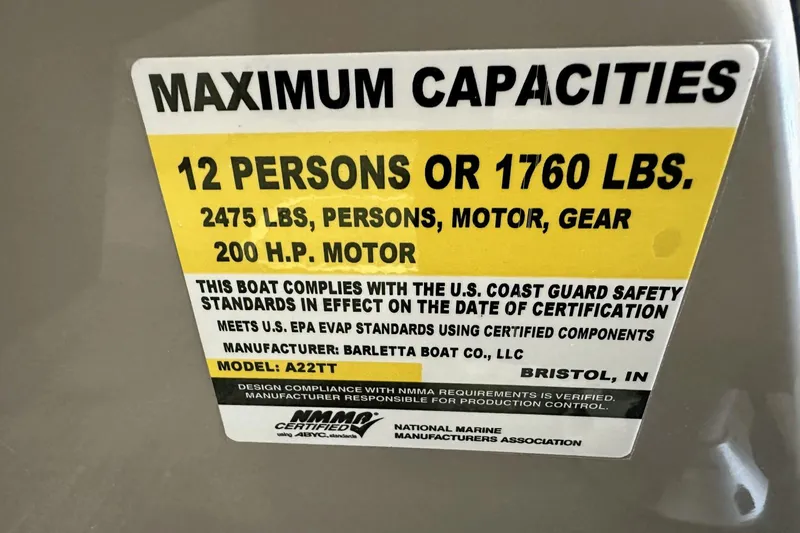 MAXIMUM CAPACITIES
12 PERSONS OR 1760 LBS.
2475 LBS, PERSONS, MOTOR, GEAR
200 H.P. MOTOR
THIS BOAT COMPLIES WITH THE U.S. COAST GUARD SAFETY
STANDARDS IN EFFECT ON THE DATE OF CERTIFICATION
MEETS U.S. EPA EVAP STANDARDS USING CERTIFIED COMPONENTS
MANUFACTURER: BARLETTA BOAT CO., LLC
MODEL: A22TT BRISTOL, IN
DESIGN COMPLIANCE WITH NMMA REQUIREMENTS IS VERIFIED.
MANUFACTURER RESPONSIBLE FOR PRODUCTION CONTROL.
NMMA®
CERTIFIED
using ABYC. standards
NATIONAL MARINE
MANUFACTURERS ASSOCIATION